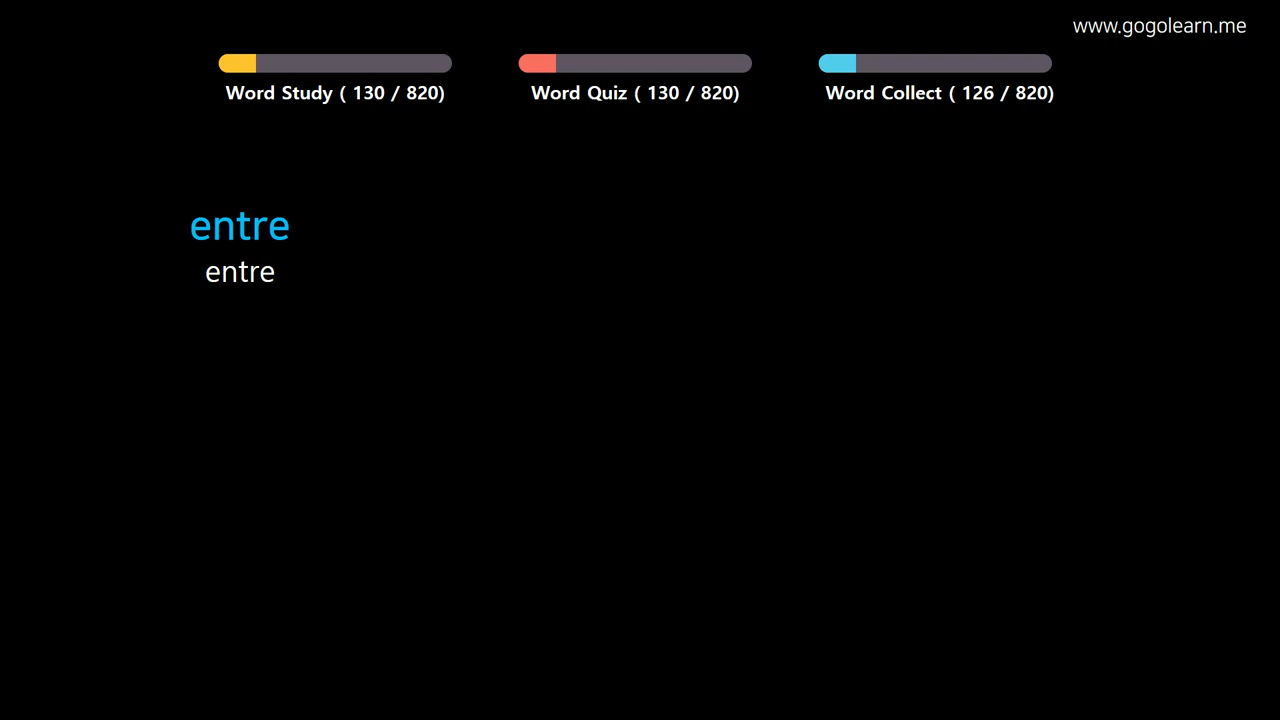 www.gogolearn.me
Word Study ( 130 / 820)
Word Quiz ( 130 / 820)
Word Collect ( 126 / 820)
entre
entre